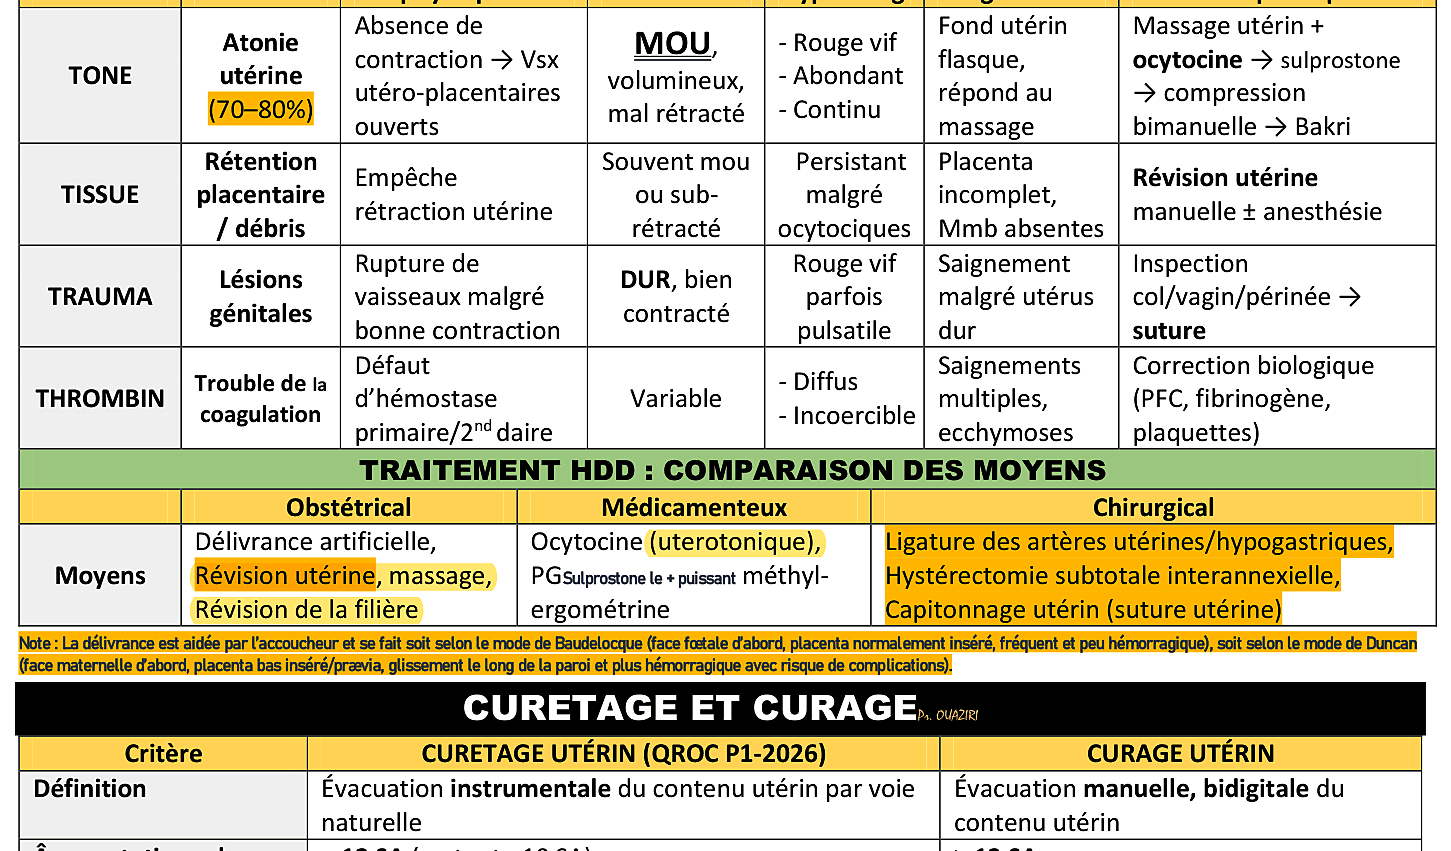 TONE
Atonie
utérine
(70–80%)
Absence de
contraction → Vsx
utéro-placentaires
ouverts
MOU,
volumineux,
mal rétracté
- Rouge vif
- Abondant
- Continu
Fond utérin
flasque,
répond au
massage
Massage utérin +
ocytocine → sulprostone
→ compression
bimanuelle → Bakri
TISSUE
Rétention
placentaire
/ débris
Empêche
rétraction utérine
Souvent mou
ou sub-
rétracté
Persistant
malgré
ocytociques
Placenta
incomplet,
Mmb absentes
Révision utérine
manuelle ± anesthésie
TRAUMA
Lésions
génitales
Rupture de
vaisseaux malgré
bonne contraction
DUR, bien
contracté
Rouge vif
parfois
pulsatile
Saignement
malgré utérus
dur
Inspection
col/vagin/périnée →
suture
THROMBIN
Trouble de la
coagulation
Défaut
d’hémostase
primaire/2nd daire
Variable
- Diffus
- Incoercible
Saignements
multiples,
ecchymoses
Correction biologique
(PFC, fibrinogène,
plaquettes)
TRAITEMENT HDD : COMPARAISON DES MOYENS
Obstétrical
Médicamenteux
Chirurgical
Moyens
Délivrance artificielle,
Révision utérine, massage,
Révision de la filière
Ocytocine (uterotonique),
PGSulprostone le + puissant méthyl-
ergométrine
Ligature des artères utérines/hypogastriques,
Hystérectomie subtotale interannexielle,
Capitonnage utérin (suture utérine)
Note : La délivrance est aidée par l’accoucheur et se fait soit selon le mode de Baudelocque (face fœtale d’abord, placenta normalement inséré, fréquent et peu hémorragique), soit selon le mode de Duncan
(face maternelle d’abord, placenta bas inséré/prævia, glissement le long de la paroi et plus hémorragique avec risque de complications).
CURETAGE ET CURAGE Pr. OUAZIRI
Critère
CURETAGE UTÉRIN (QROC P1-2026)
CURAGE UTÉRIN
Définition
Évacuation instrumentale du contenu utérin par voie
naturelle
Évacuation manuelle, bidigitale du
contenu utérin